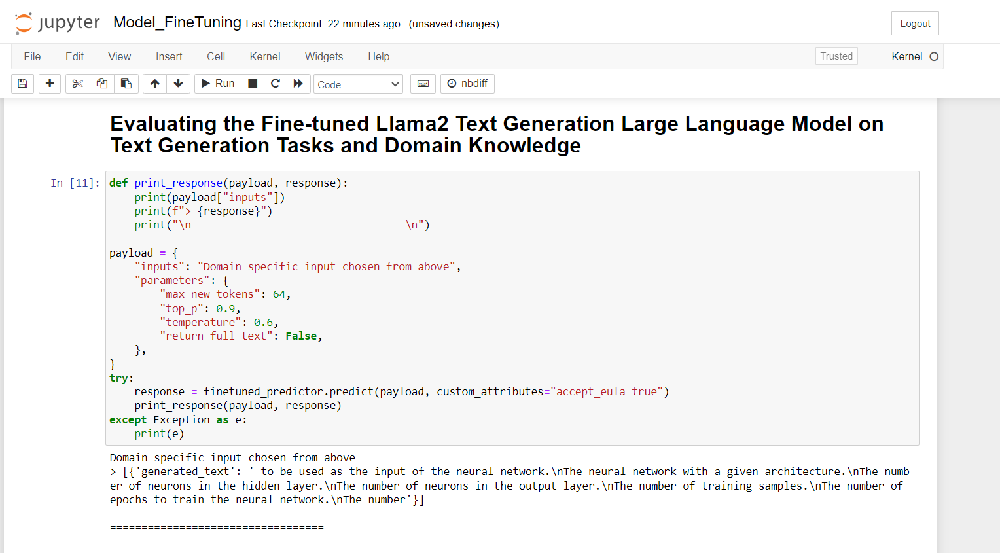 jupyter Model_FineTuning Last Checkpoint: 22 minutes ago (unsaved changes) Logout
File Edit View Insert Cell Kernel Widgets Help Trusted Kernel
Run Code nbdiff
Evaluating the Fine-tuned Llama2 Text Generation Large Language Model on
Text Generation Tasks and Domain Knowledge
In [11]: def print_response(payload, response):
    print(payload["inputs"])
    print(f"> {response}")
    print("\n==================================\n")
payload = {
    "inputs": "Domain specific input chosen from above",
    "parameters": {
        "max_new_tokens": 64,
        "top_p": 0.9,
        "temperature": 0.6,
        "return_full_text": False,
    },
}
try:
    response = finetuned_predictor.predict(payload, custom_attributes="accept_eula=true")
    print_response(payload, response)
except Exception as e:
    print(e)
Domain specific input chosen from above
> [{'generated_text': ' to be used as the input of the neural network.\nThe neural network with a given architecture.\nThe numb
er of neurons in the hidden layer.\nThe number of neurons in the output layer.\nThe number of training samples.\nThe number of
epochs to train the neural network.\nThe number'}]
==================================